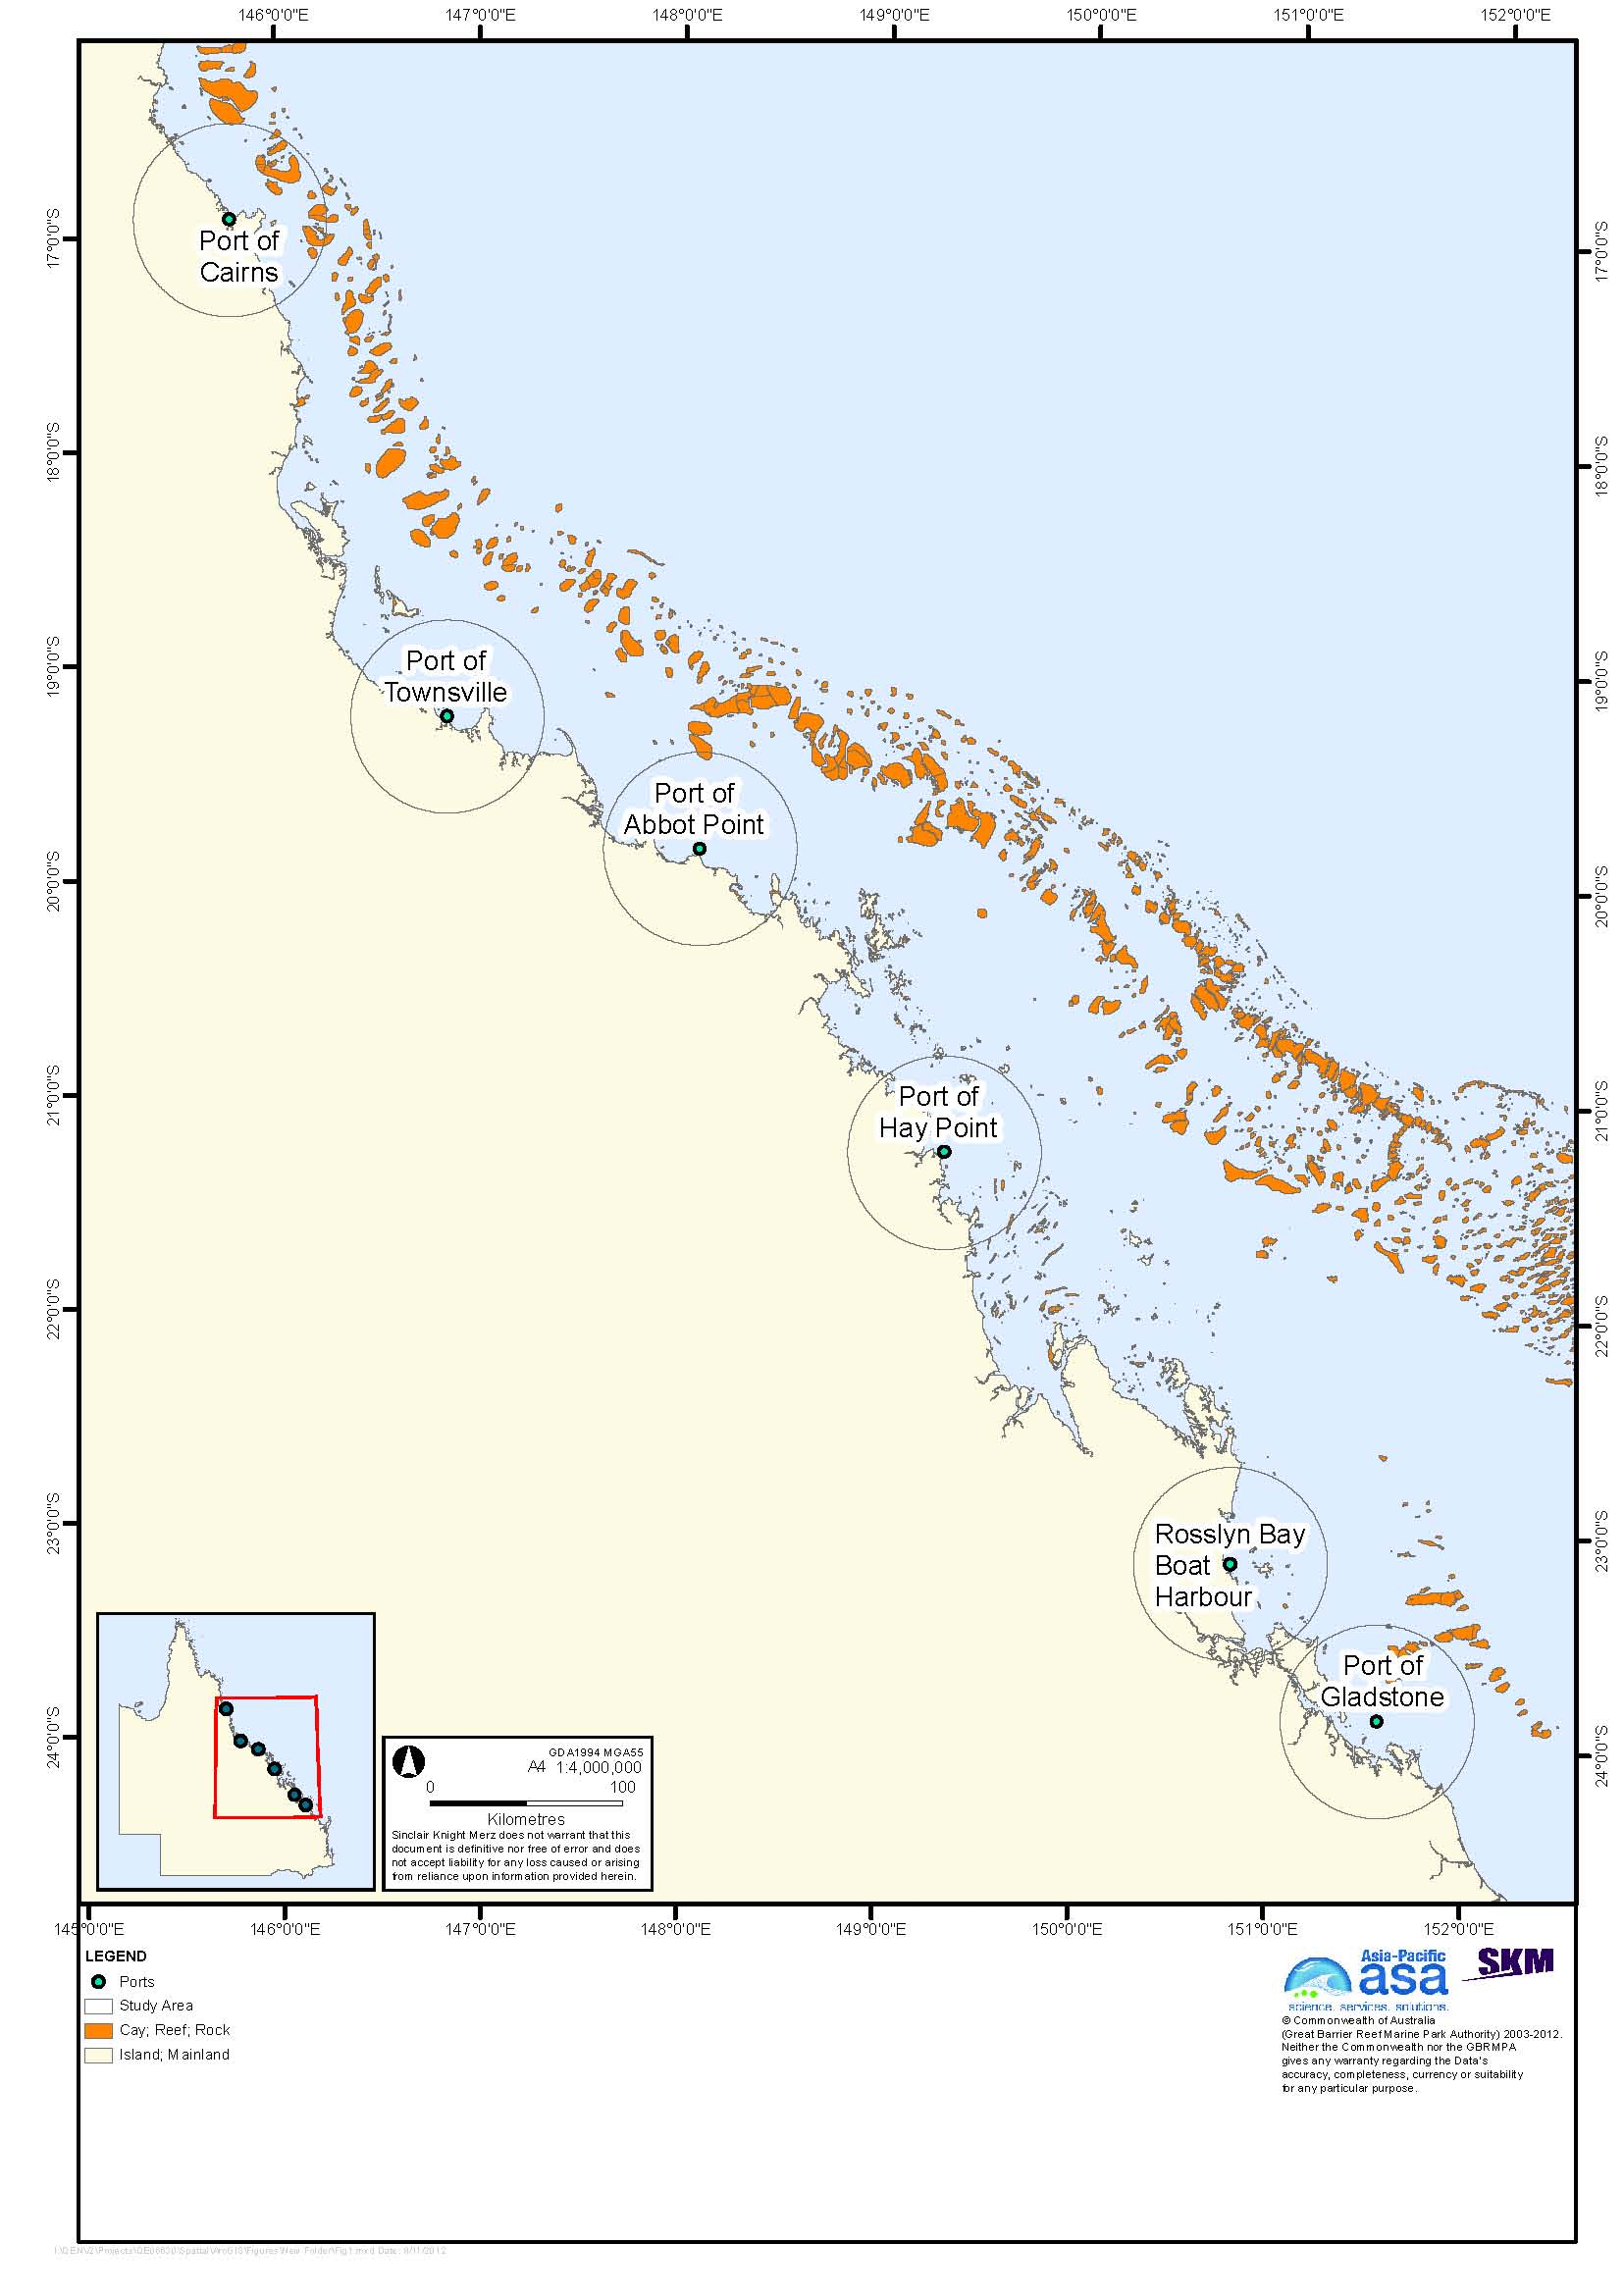 146°0'0"E 147°0'0"E 148°0'0"E 149°0'0"E 150°0'0"E 151°0'0"E 152°0'0"E
17°0'0"S
18°0'0"S
19°0'0"S
20°0'0"S
21°0'0"S
22°0'0"S
23°0'0"S
24°0'0"S
17°0'0"S
18°0'0"S
19°0'0"S
20°0'0"S
21°0'0"S
22°0'0"S
23°0'0"S
24°0'0"S
Port of
Cairns
Port of
Townsville
Port of
Abbot Point
Port of
Hay Point
Rosslyn Bay
Boat
Harbour
Port of
Gladstone
GDA1994 MGA55
A4 1:4,000,000
0 100
Kilometres
Sinclair Knight Merz does not warrant that this
document is definitive nor free of error and does
not accept liability for any loss caused or arising
from reliance upon information provided herein.
145°0'0"E 146°0'0"E 147°0'0"E 148°0'0"E 149°0'0"E 150°0'0"E 151°0'0"E 152°0'0"E
LEGEND
Ports
Study Area
Cay; Reef; Rock
Island; Mainland
Asia-Pacific
asa
science. services. solutions.
SKM
© Commonwealth of Australia
(Great Barrier Reef Marine Park Authority) 2003-2012.
Neither the Commonwealth nor the GBRMPA
gives any warranty regarding the Data's
accuracy, completeness, currency or suitability
for any particular purpose.